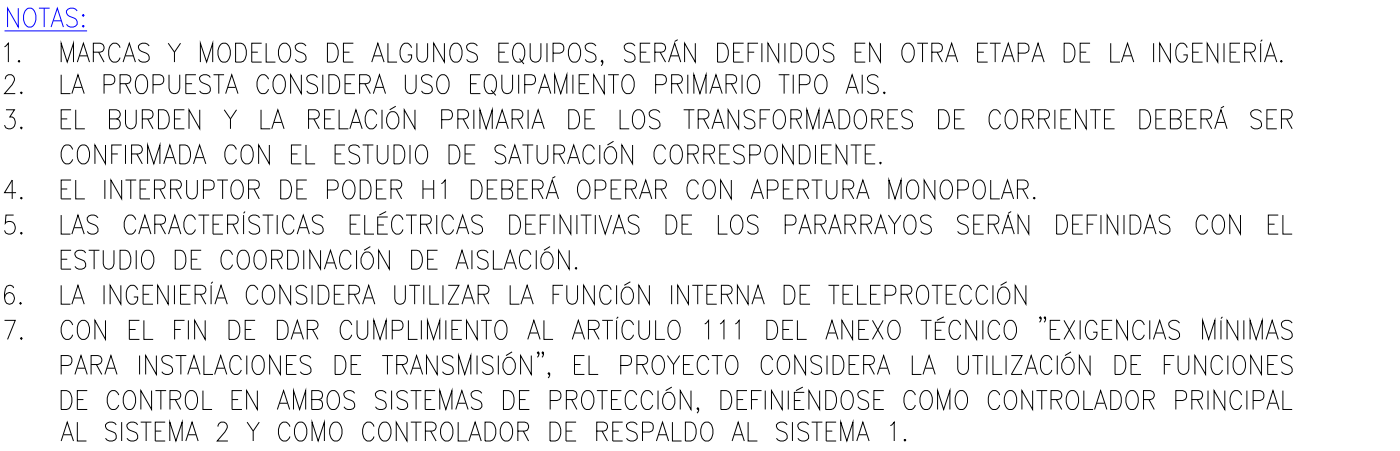 NOTAS:
1. MARCAS Y MODELOS DE ALGUNOS EQUIPOS, SERÁN DEFINIDOS EN OTRA ETAPA DE LA INGENIERÍA.
2. LA PROPUESTA CONSIDERA USO EQUIPAMIENTO PRIMARIO TIPO AIS.
3. EL BURDEN Y LA RELACIÓN PRIMARIA DE LOS TRANSFORMADORES DE CORRIENTE DEBERÁ SER
CONFIRMADA CON EL ESTUDIO DE SATURACIÓN CORRESPONDIENTE.
4. EL INTERRUPTOR DE PODER H1 DEBERÁ OPERAR CON APERTURA MONOPOLAR.
5. LAS CARACTERÍSTICAS ELÉCTRICAS DEFINITIVAS DE LOS PARARRAYOS SERÁN DEFINIDAS CON EL
ESTUDIO DE COORDINACIÓN DE AISLACIÓN.
6. LA INGENIERÍA CONSIDERA UTILIZAR LA FUNCIÓN INTERNA DE TELEPROTECCIÓN
7. CON EL FIN DE DAR CUMPLIMIENTO AL ARTÍCULO 111 DEL ANEXO TÉCNICO ”EXIGENCIAS MÍNIMAS
PARA INSTALACIONES DE TRANSMISIÓN”, EL PROYECTO CONSIDERA LA UTILIZACIÓN DE FUNCIONES
DE CONTROL EN AMBOS SISTEMAS DE PROTECCIÓN, DEFINIÉNDOSE COMO CONTROLADOR PRINCIPAL
AL SISTEMA 2 Y COMO CONTROLADOR DE RESPALDO AL SISTEMA 1.